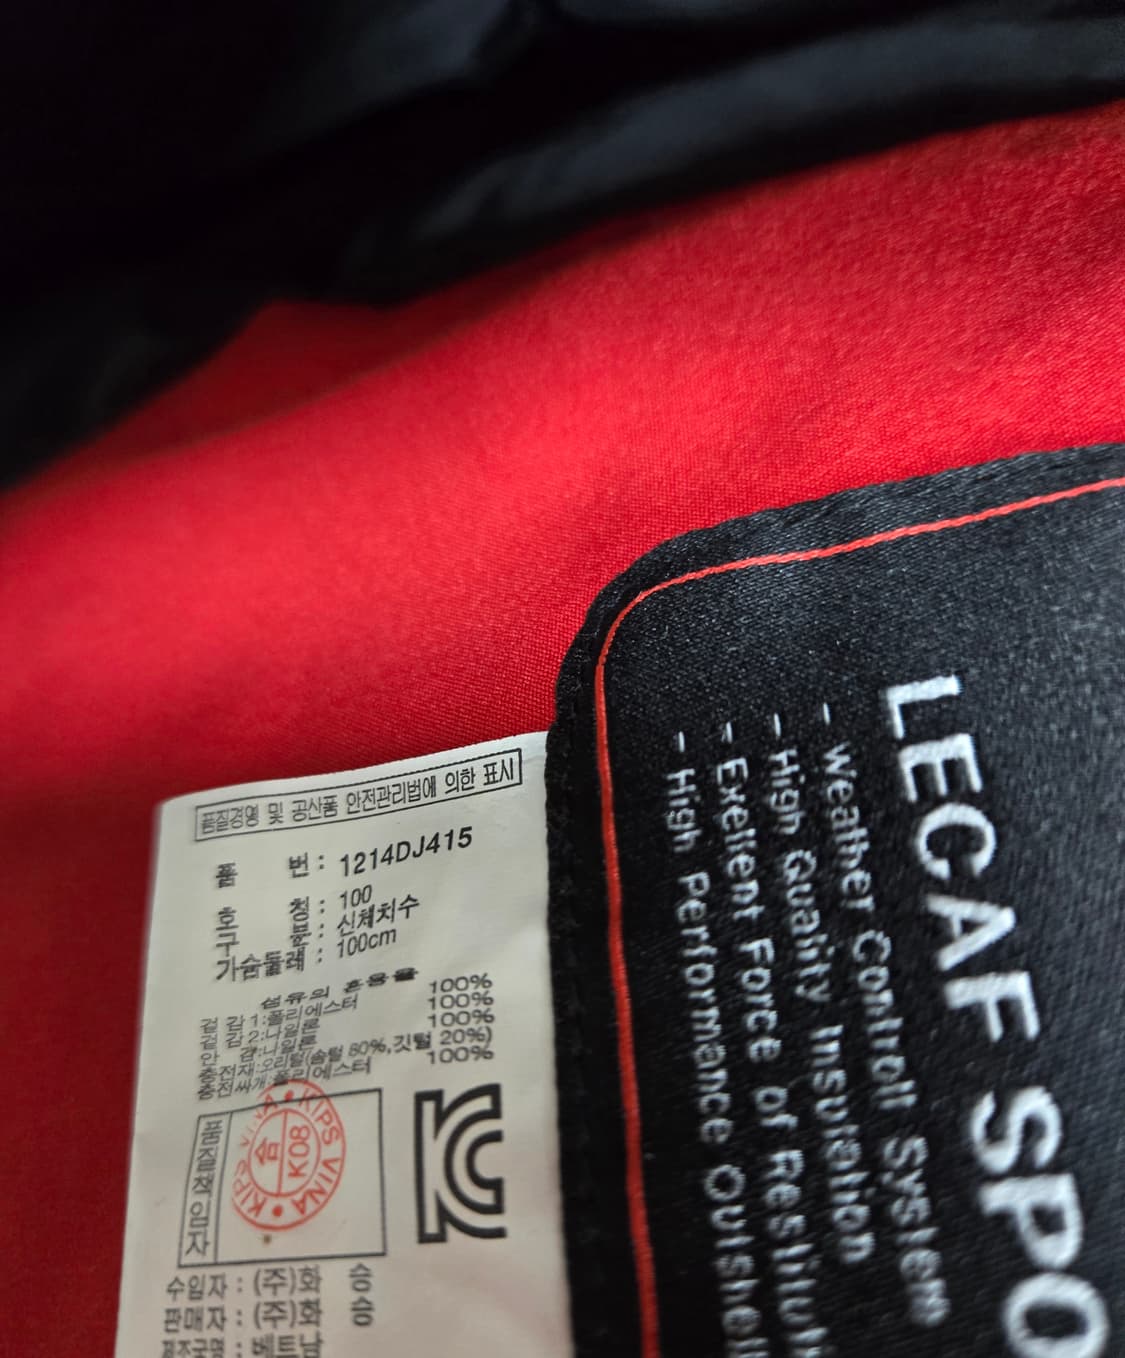 품질경영 및 공산품 안전관리법에 의한 표시
품 번 : 1214DJ415
호 칭 : 100
구 분 : 신체치수
가슴둘레 : 100cm
섬유의 혼용율
겉 감 1 : 폴리에스터 100%
겉 감 2 : 나일론 100%
안 감 : 나일론 100%
충 전 재 : 오리털(솜털 80%,깃털 20%)
충전재싸개 : 폴리에스터 100%
품질책임자
KIPS VINA
KIPS VINA
K08
수입자 : (주)화 승
판매자 : (주)화 승
제조국명 : 베트남
LECAF SPO
- Weather Controll System
- High Quality Insuration
- Exellent Force of
- High Performance